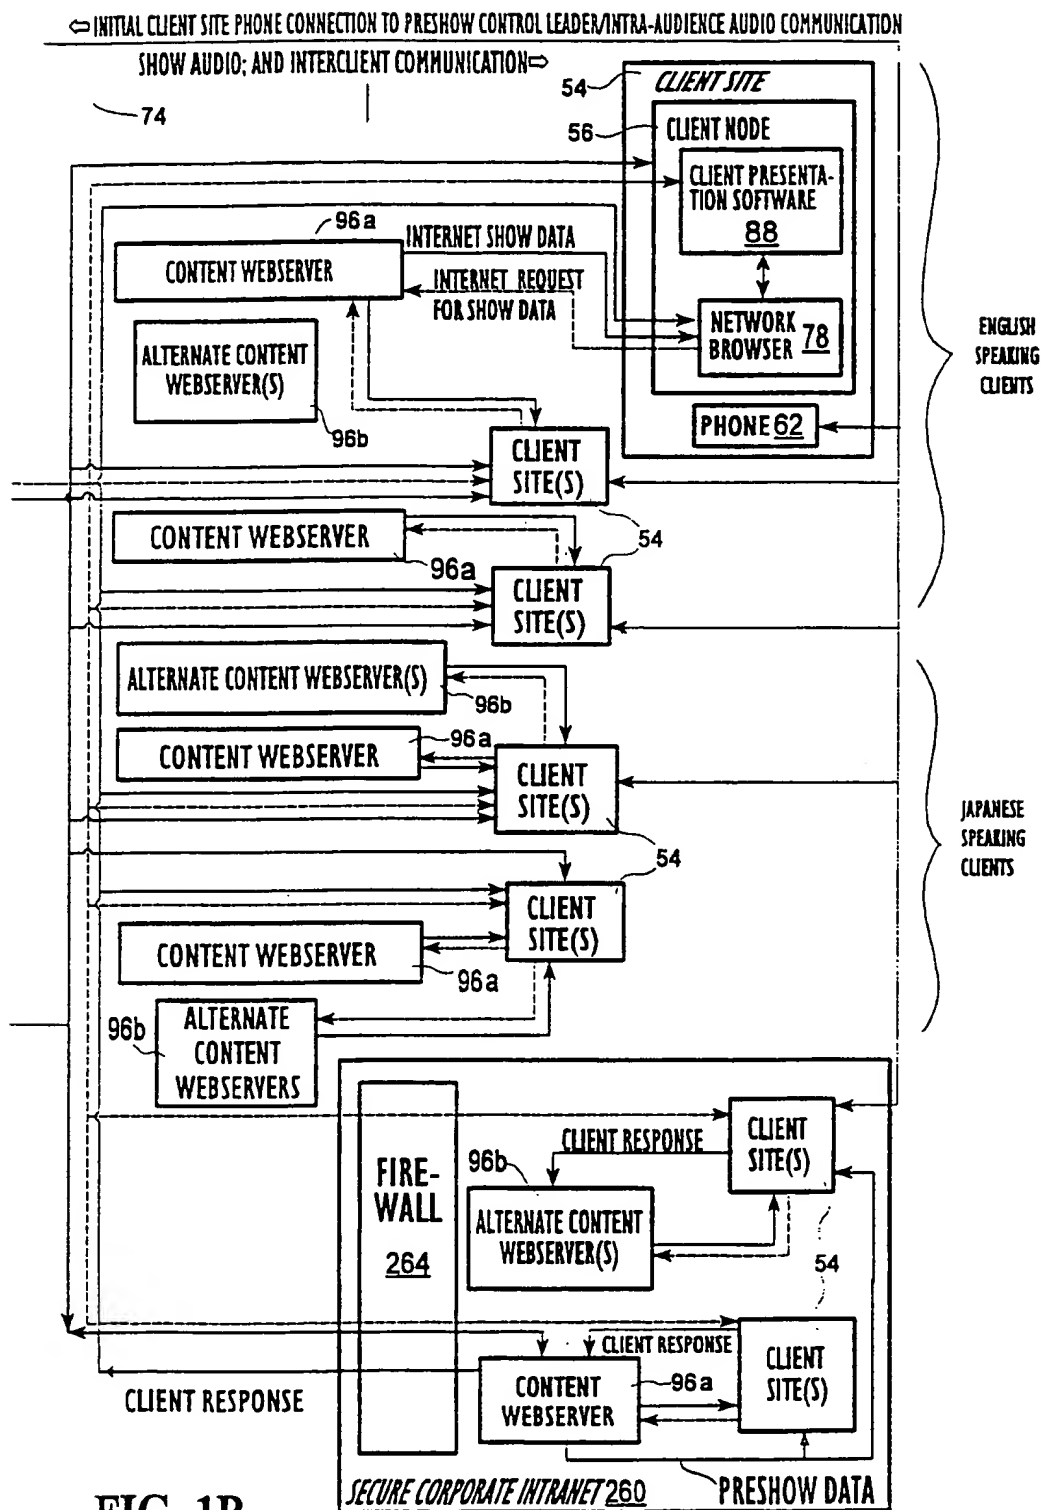 ⇦ INITIAL CLIENT SITE PHONE CONNECTION TO PRESHOW CONTROL LEADER/INTRA-AUDIENCE AUDIO COMMUNICATION
SHOW AUDIO; AND INTERCLIENT COMMUNICATION ⇨
74
54
CLIENT SITE
56
CLIENT NODE
CLIENT PRESENTA-
TION SOFTWARE
88
96a
CONTENT WEBSERVER
INTERNET SHOW DATA
INTERNET REQUEST
FOR SHOW DATA
NETWORK
BROWSER 78
ENGLISH
SPEAKING
CLIENTS
ALTERNATE CONTENT
WEBSERVER(S)
96b
PHONE 62
CLIENT
SITE(S)
54
CONTENT WEBSERVER
96a
CLIENT
SITE(S)
ALTERNATE CONTENT WEBSERVER(S)
96b
CONTENT WEBSERVER
96a
CLIENT
SITE(S)
54
JAPANESE
SPEAKING
CLIENTS
CLIENT
SITE(S)
CONTENT WEBSERVER
96a
96b
ALTERNATE
CONTENT
WEBSERVERS
FIRE-
WALL
264
CLIENT RESPONSE
CLIENT
SITE(S)
96b
ALTERNATE CONTENT
WEBSERVER(S)
54
CLIENT RESPONSE
CLIENT
SITE(S)
CONTENT
WEBSERVER
96a
CLIENT RESPONSE
SECURE CORPORATE INTRANET 260
PRESHOW DATA
FIG. 1B